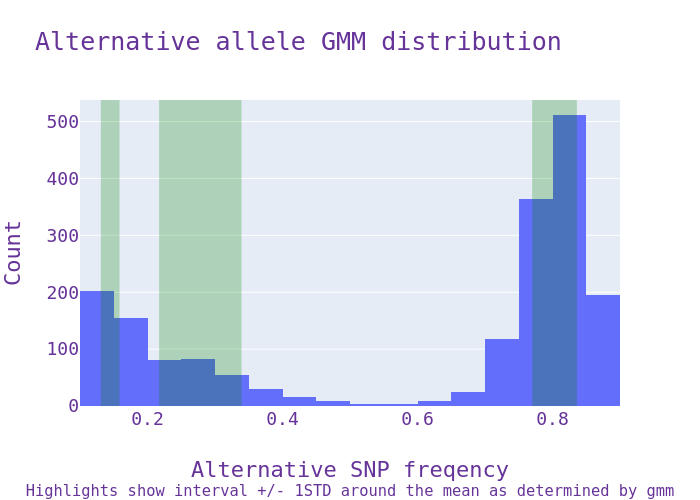 Alternative allele GMM distribution
500
400
300
200
100
0
Count
0.2
0.4
0.6
0.8
Alternative SNP freqency
Highlights show interval +/- 1STD around the mean as determined by gmm